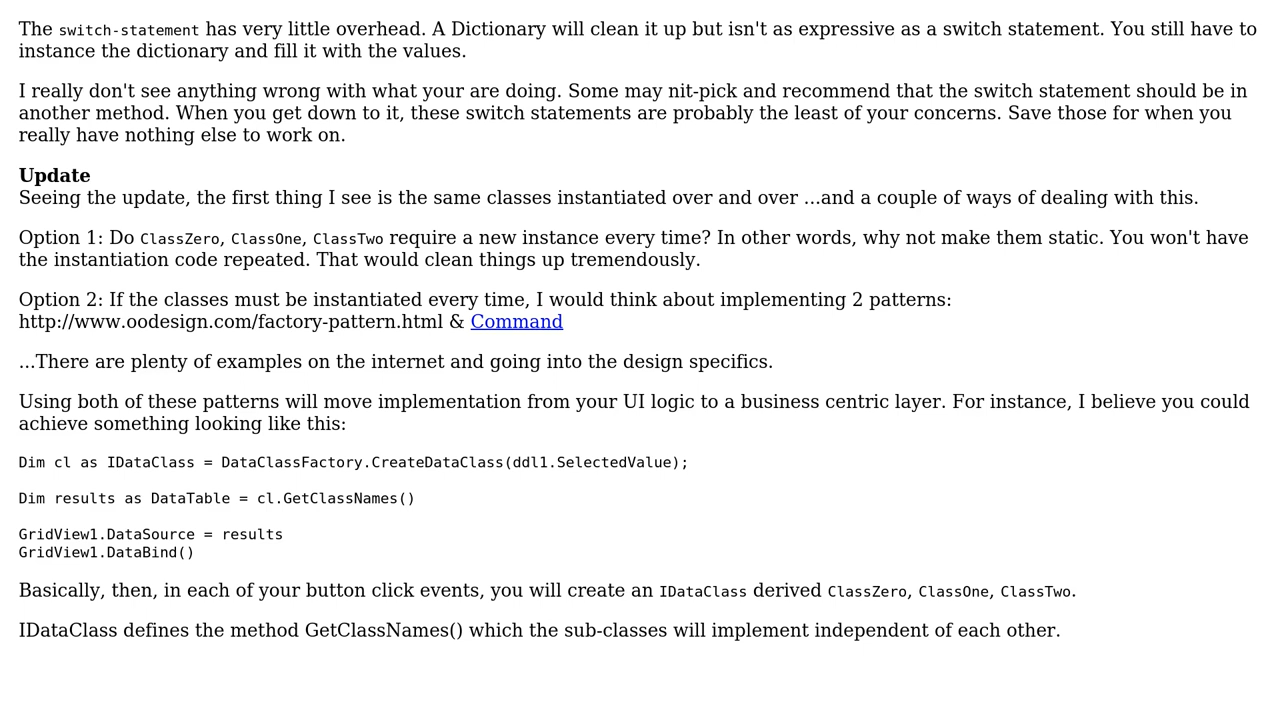 The switch-statement has very little overhead. A Dictionary will clean it up but isn't as expressive as a switch statement. You still have to
instance the dictionary and fill it with the values.
I really don't see anything wrong with what your are doing. Some may nit-pick and recommend that the switch statement should be in
another method. When you get down to it, these switch statements are probably the least of your concerns. Save those for when you
really have nothing else to work on.
Update
Seeing the update, the first thing I see is the same classes instantiated over and over ...and a couple of ways of dealing with this.
Option 1: Do ClassZero, ClassOne, ClassTwo require a new instance every time? In other words, why not make them static. You won't have
the instantiation code repeated. That would clean things up tremendously.
Option 2: If the classes must be instantiated every time, I would think about implementing 2 patterns:
http://www.oodesign.com/factory-pattern.html & Command
...There are plenty of examples on the internet and going into the design specifics.
Using both of these patterns will move implementation from your UI logic to a business centric layer. For instance, I believe you could
achieve something looking like this:
Dim cl as IDataClass = DataClassFactory.CreateDataClass(ddl1.SelectedValue);
Dim results as DataTable = cl.GetClassNames()
GridView1.DataSource = results
GridView1.DataBind()
Basically, then, in each of your button click events, you will create an IDataClass derived ClassZero, ClassOne, ClassTwo.
IDataClass defines the method GetClassNames() which the sub-classes will implement independent of each other.